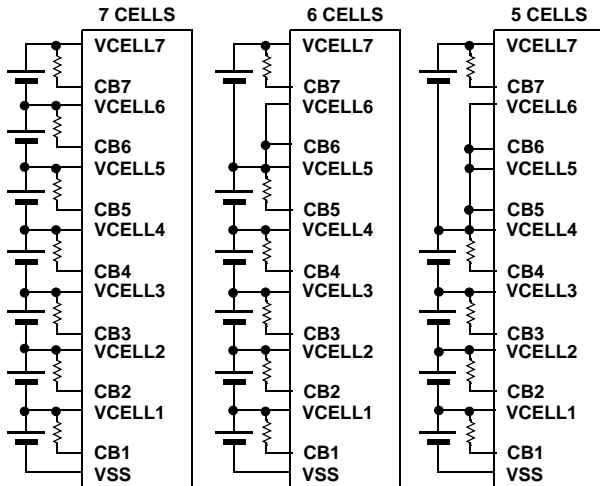 7 CELLS
VCELL7
CB7
VCELL6
CB6
VCELL5
CB5
VCELL4
CB4
VCELL3
CB3
VCELL2
CB2
VCELL1
CB1
VSS
6 CELLS
VCELL7
CB7
VCELL6
CB6
VCELL5
CB5
VCELL4
CB4
VCELL3
CB3
VCELL2
CB2
VCELL1
CB1
VSS
5 CELLS
VCELL7
CB7
VCELL6
CB6
VCELL5
CB5
VCELL4
CB4
VCELL3
CB3
VCELL2
CB2
VCELL1
CB1
VSS